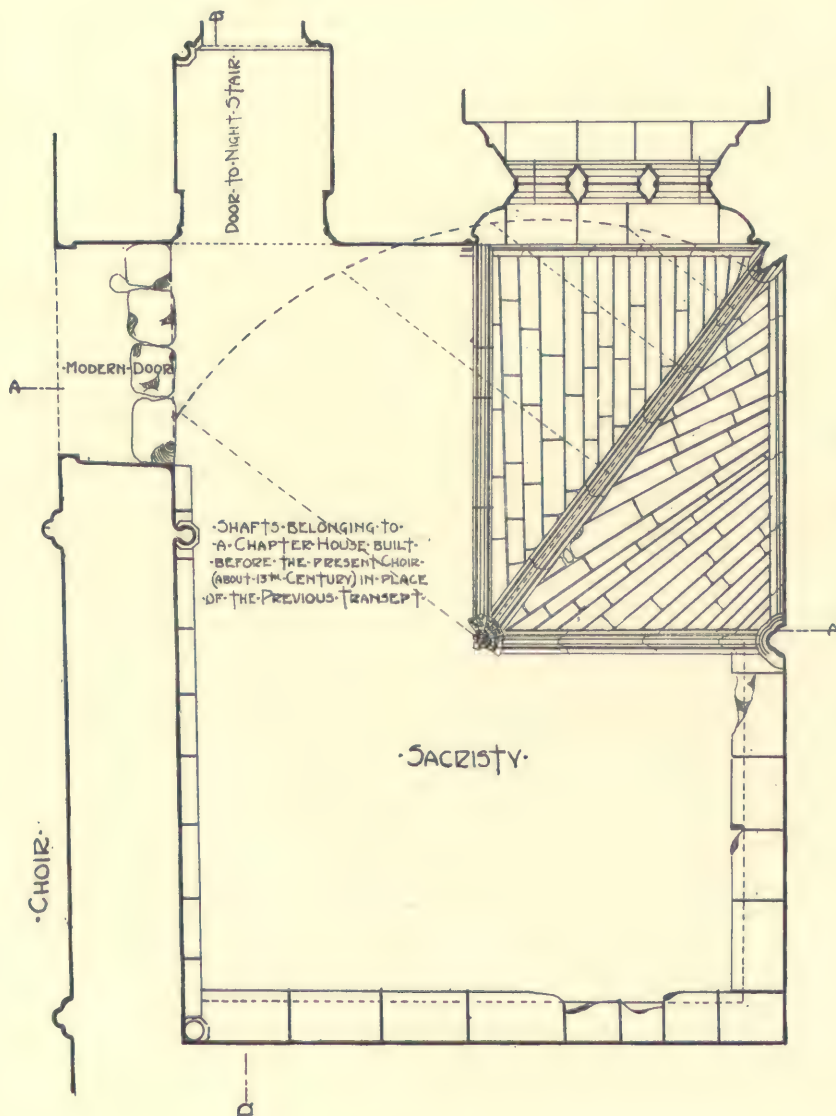 DOOR·TO·NIGHT·STAIR·
·MODERN·DOOR
A
·SHAFTS·BELONGING·TO·
·A·CHAPTER·HOUSE·BUILT·
·BEFORE·THE·PRESENT·CHOIR·
(ABOUT·13TH·CENTURY) IN·PLACE
·OF·THE·PREVIOUS·TRANSEPT·
A
·SACRISTY·
·CHOIR·